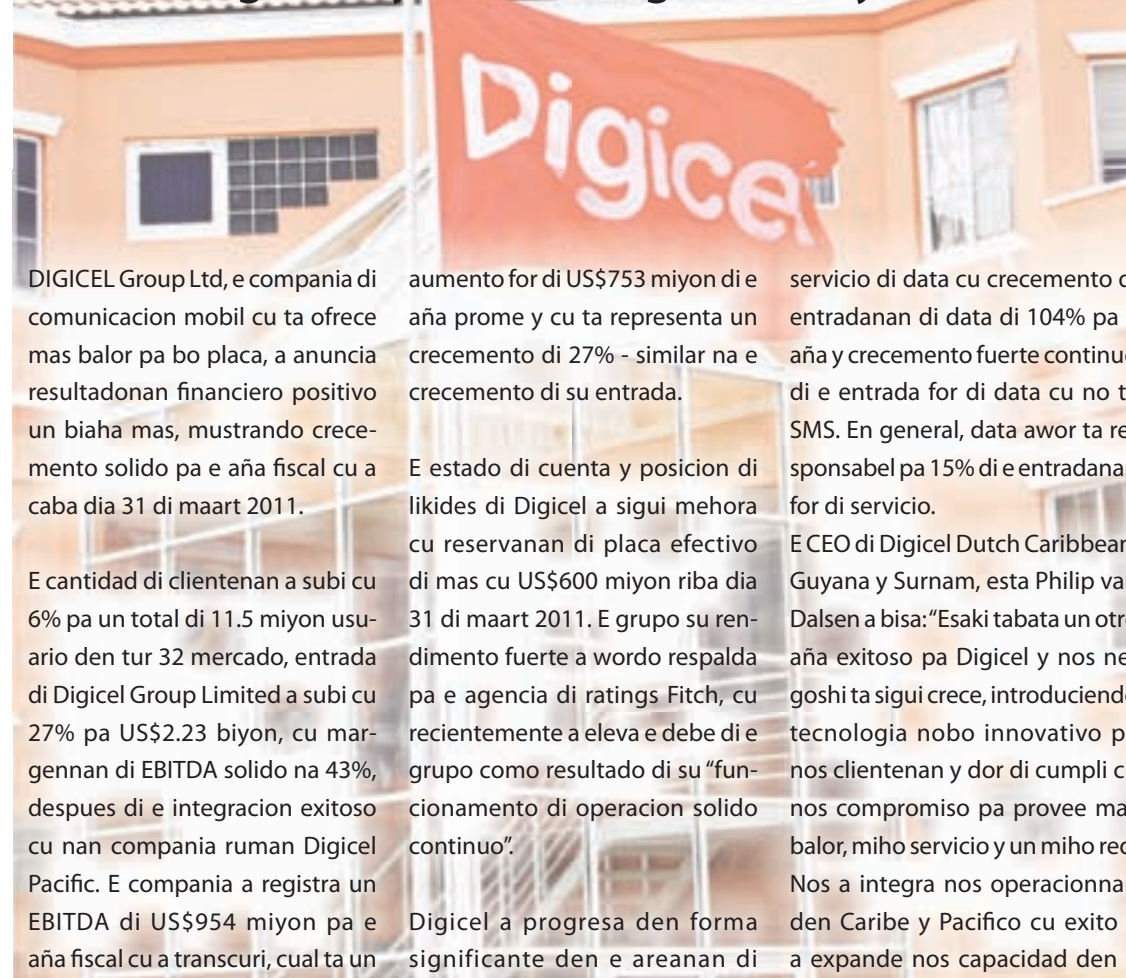 Digicel
DIGICEL Group Ltd, e compania di
comunicacion mobil cu ta ofrece
mas balor pa bo placa, a anuncia
resultadonan financiero positivo
un biaha mas, mustrando crece-
mento solido pa e aña fiscal cu a
caba dia 31 di maart 2011.
E cantidad di clientenan a subi cu
6% pa un total di 11.5 miyon usu-
ario den tur 32 mercado, entrada
di Digicel Group Limited a subi cu
27% pa US$2.23 biyon, cu mar-
gennan di EBITDA solido na 43%,
despues di e integracion exitoso
cu nan compania ruman Digicel
Pacific. E compania a registra un
EBITDA di US$954 miyon pa e
aña fiscal cu a transcuri, cual ta un
aumento for di US$753 miyon di e
aña prome y cu ta representa un
crecemento di 27% - similar na e
crecemento di su entrada.
E estado di cuenta y posicion di
likides di Digicel a sigui mehora
cu reservanan di placa efectivo
di mas cu US$600 miyon riba dia
31 di maart 2011. E grupo su ren-
dimento fuerte a wordo respalda
pa e agencia di ratings Fitch, cu
recientemente a eleva e debe di e
grupo como resultado di su “fun-
cionamento di operacion solido
continuo”.
Digicel a progresa den forma
significante den e areanan di
servicio di data cu crecemento
entradanan di data di 104% pa
aña y crecemento fuerte
di e entrada for di data cu no
SMS. En general, data awor ta re
sponsabel pa 15% di e
for di servicio.
E CEO di Digicel Dutch Caribbean
Guyana y Surnam, esta Philip
Dalsen a bisa: “Esaki tabata un
aña exitoso pa Digicel y nos ne
goshi ta sigui crece,
tecnologia nobo innovativo
nos clientenan y dor di cumpli
nos compromiso pa provee
balor, miho servicio y un miho
Nos a integra nos
den Caribe y Pacifico cu exito
a expande nos capacidad den